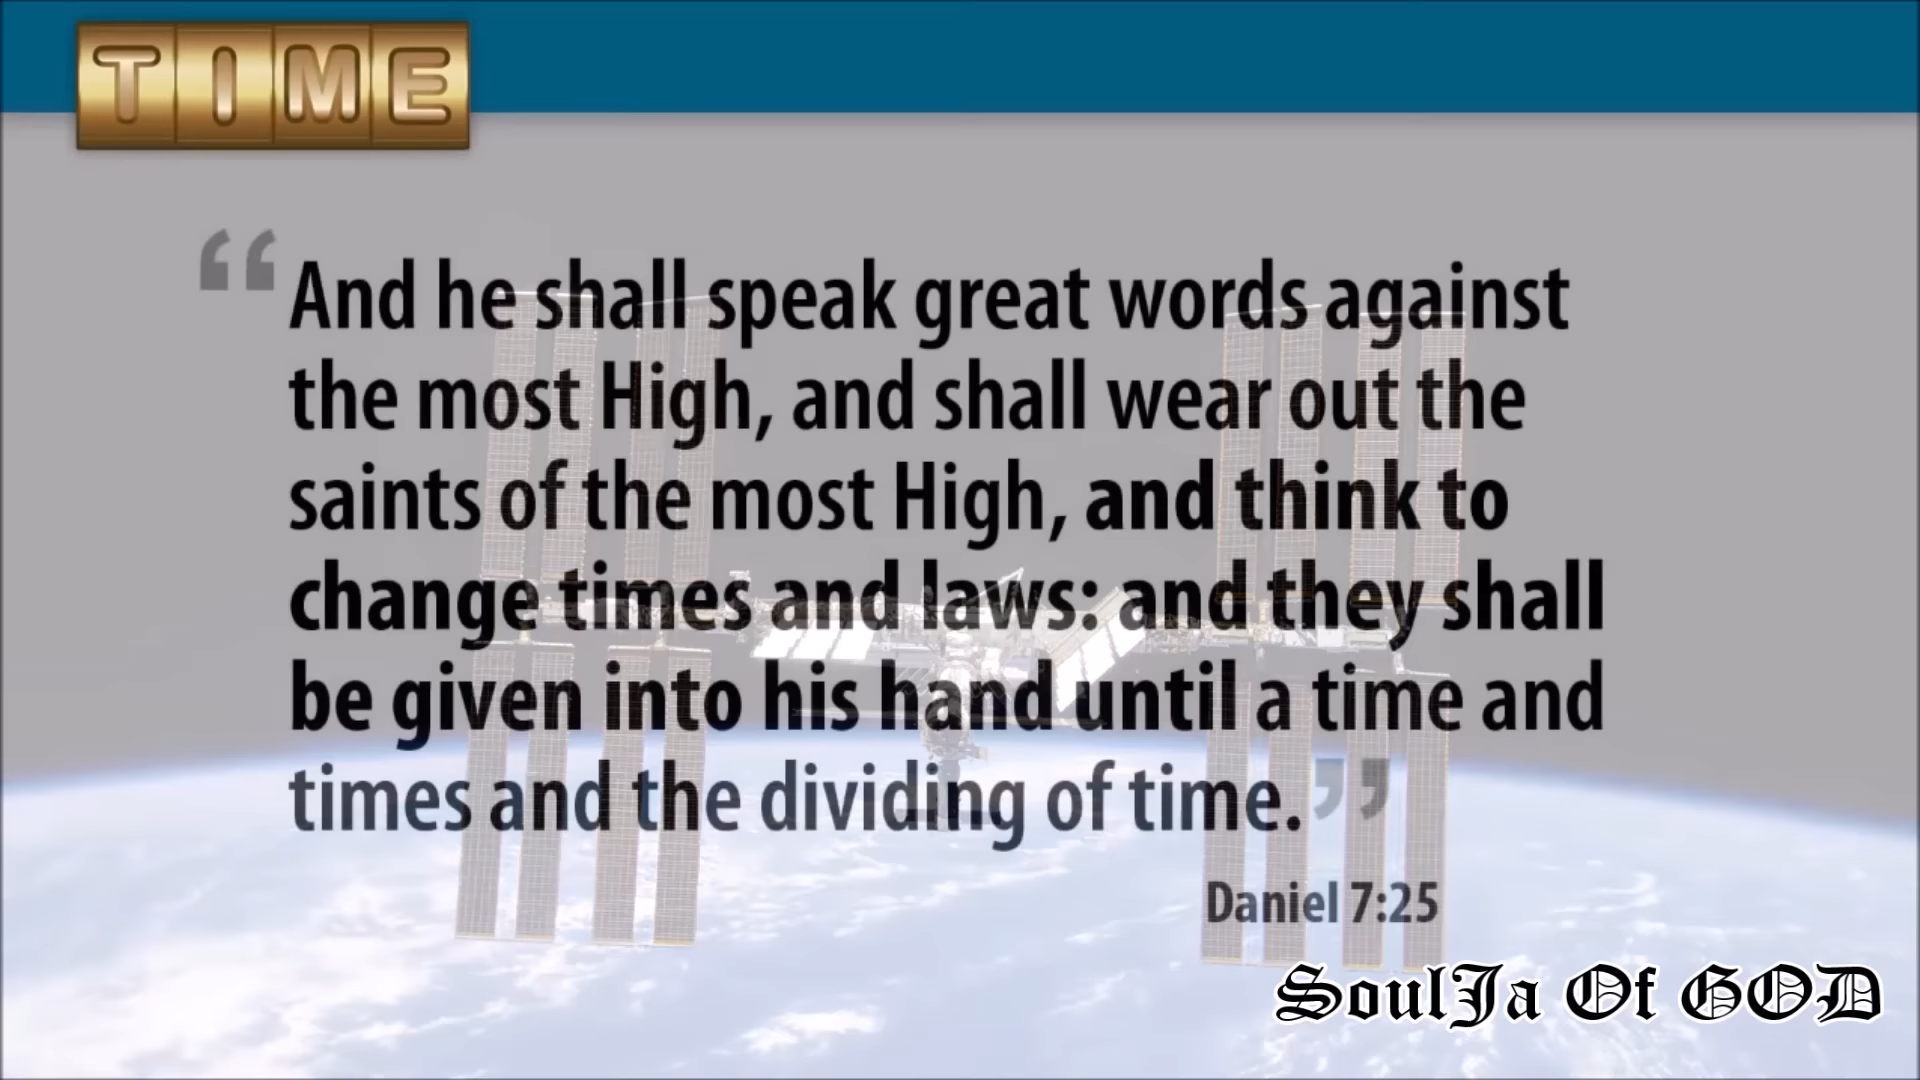 TIME
“And he shall speak great words against
the most High, and shall wear out the
saints of the most High, and think to
change times and laws: and they shall
be given into his hand until a time and
times and the dividing of time.”
Daniel 7:25
SoulJa Of GOD